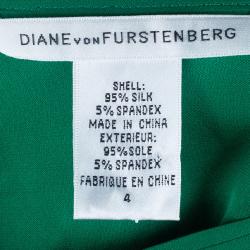 DIANE VON FURSTENBERG
SHELL:
95% SILK
5% SPANDEX
MADE IN CHINA
EXTERIEUR:
95%SOIE
5% SPANDEX
FABRIQUE EN CHINE
4